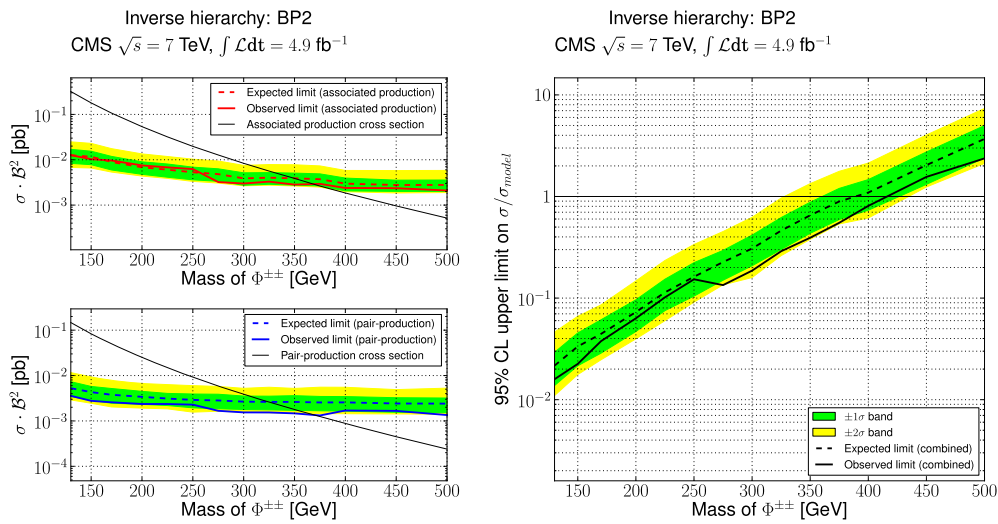 Inverse hierarchy: BP2
CMS √s = 7 TeV, ∫ℒdt = 4.9 fb⁻¹
σ · ℬ² [pb]
10⁻¹
10⁻²
10⁻³
Expected limit (associated production)
Observed limit (associated production)
Associated production cross section
150 200 250 300 350 400 450 500
Mass of Φ±± [GeV]
σ · ℬ² [pb]
10⁻¹
10⁻²
10⁻³
10⁻⁴
Expected limit (pair-production)
Observed limit (pair-production)
Pair-production cross section
150 200 250 300 350 400 450 500
Mass of Φ±± [GeV]
Inverse hierarchy: BP2
CMS √s = 7 TeV, ∫ℒdt = 4.9 fb⁻¹
95% CL upper limit on σ/σmodel
10
1
10⁻¹
10⁻²
±1σ band
±2σ band
Expected limit (combined)
Observed limit (combined)
150 200 250 300 350 400 450 500
Mass of Φ±± [GeV]